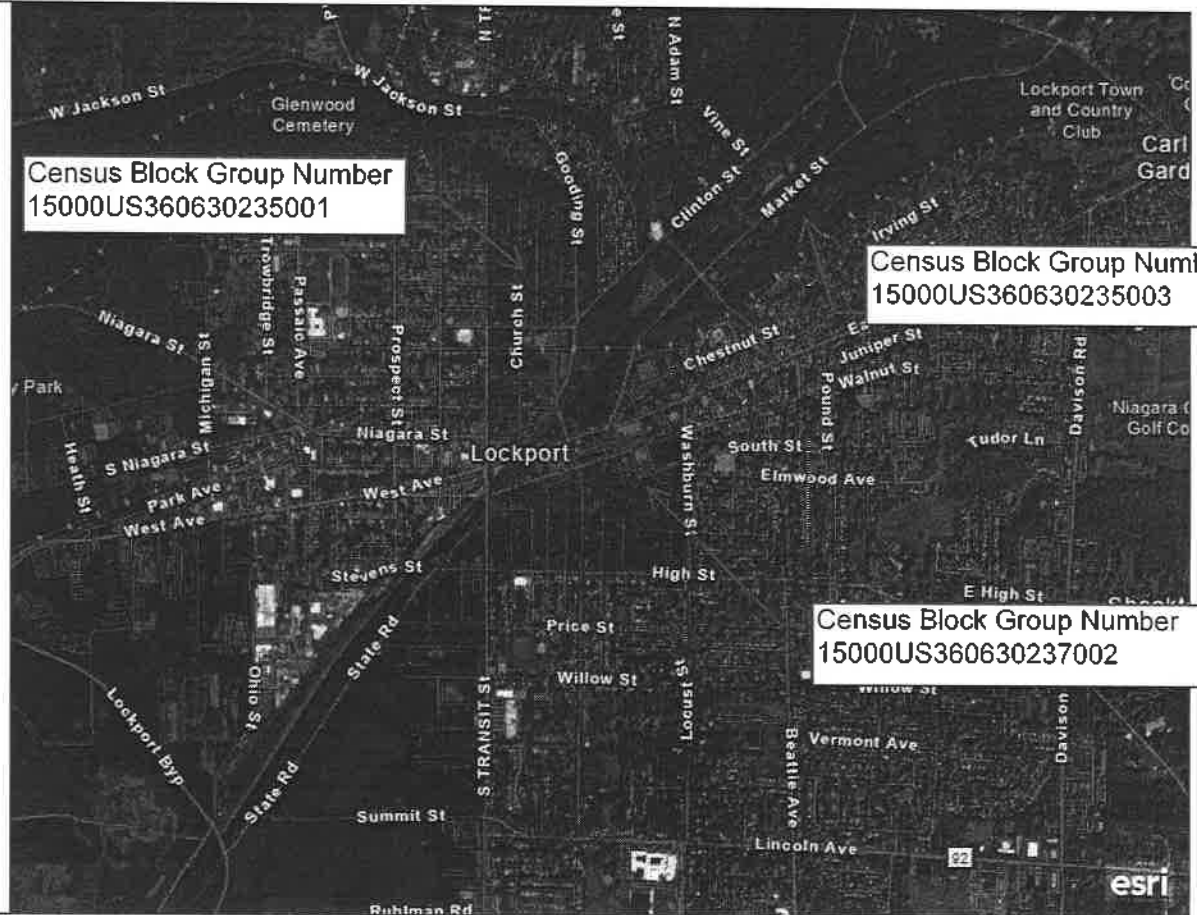 N Adam St
W Jackson St
W Jackson St
Glenwood
Cemetery
Vine St
Lockport Town
and Country
Club
Carl
Gard
Census Block Group Number
15000US360630235001
Gooding St
Clinton St
Market St
Irving St
Census Block Group Numb
15000US360630235003
Trowbridge St
Passaic Ave
Church St
Niagara St
Michigan St
Prospect St
Chestnut St
Ea
Juniper St
Walnut St
Pound St
Davison Rd
y Park
Niagara St
Lockport
Washburn St
South St
Tudor Ln
Niagara C
Golf Co
Heath St
S Niagara St
Elmwood Ave
Park Ave
West Ave
West Ave
Stevens St
High St
E High St
State Rd
Price St
Census Block Group Number
15000US360630237002
Willow St
Willow St
Ohio St
Locust St
Lockport Byp
S TRANSIT ST
Beattie Ave
Vermont Ave
Davison
State Rd
Summit St
Lincoln Ave
92
esri
Ruhlman Rd